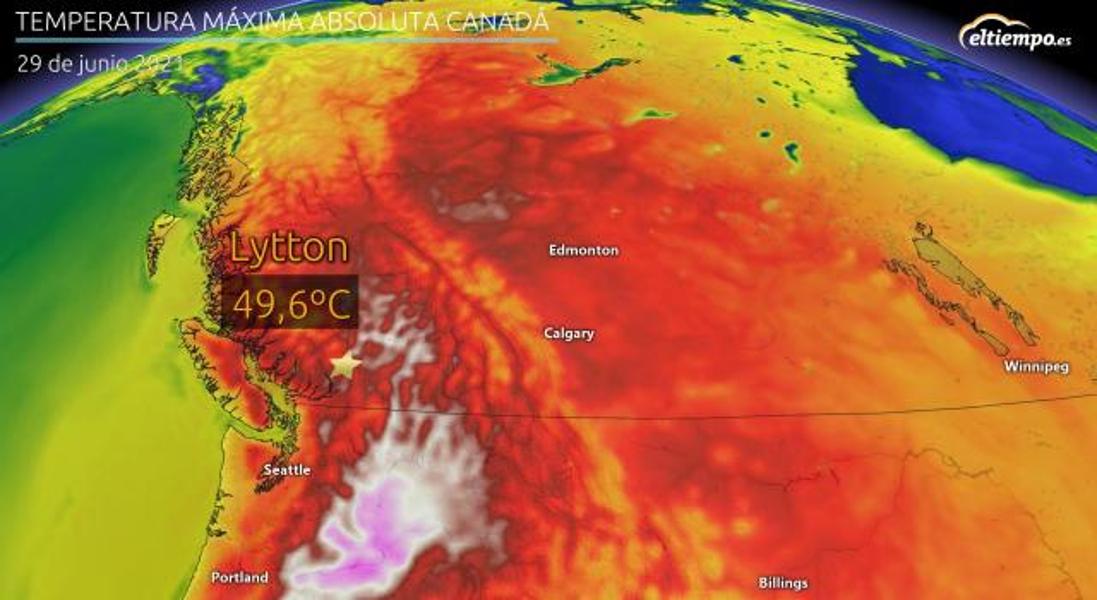 TEMPERATURA MÁXIMA ABSOLUTA CANADÁ
29 de junio 2021
eltiempo.es
Lytton
49,6ºC
Edmonton
Calgary
Winnipeg
Seattle
Portland
Billings